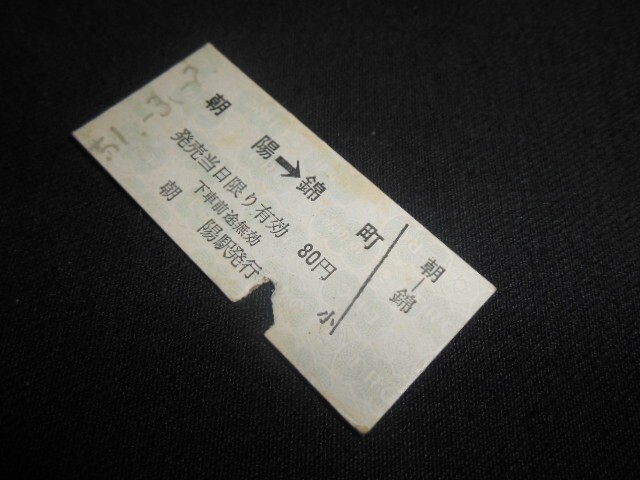 51.-3.22
朝陽➡錦町
発売当日限り有効
下車前途無効 80円
朝陽駅発行
小
朝―錦